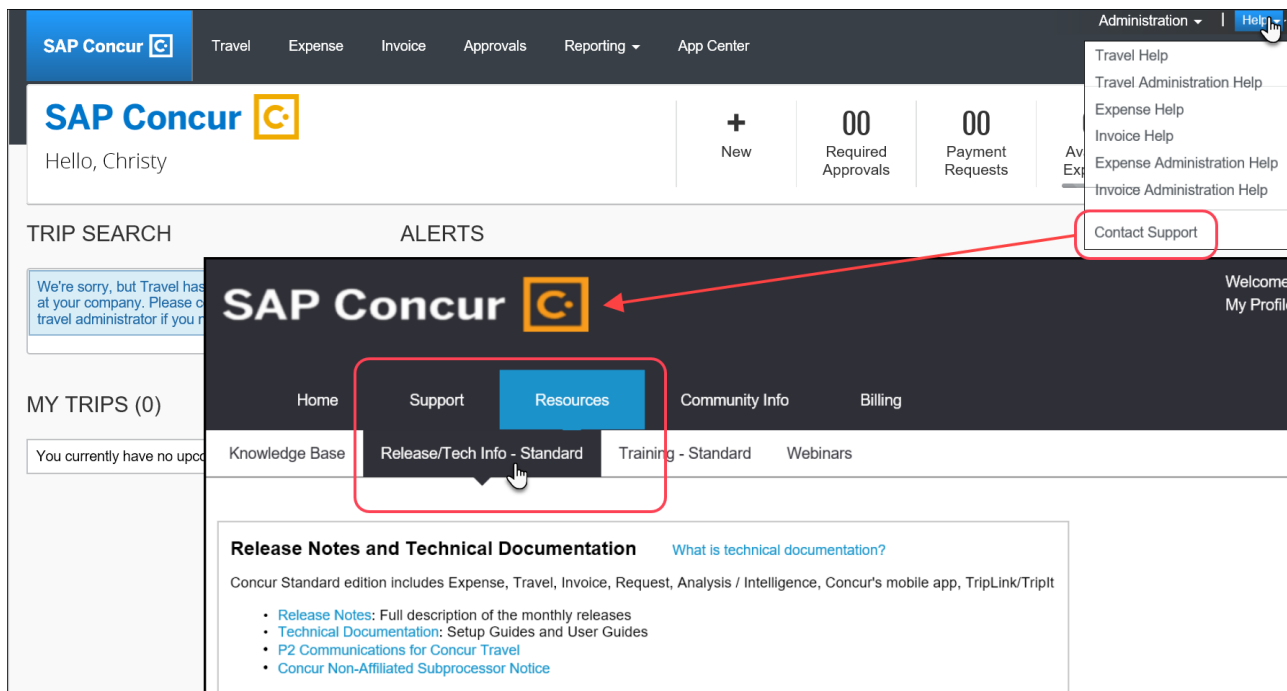 Administration | Help
SAP Concur Travel Expense Invoice Approvals Reporting App Center
Travel Help
Travel Administration Help
Expense Help
Invoice Help
Expense Administration Help
Invoice Administration Help
Contact Support
SAP Concur
Hello, Christy
+ 00 00
New Required Payment
Approvals Requests
TRIP SEARCH ALERTS
We're sorry, but Travel has
at your company. Please
travel administrator if you
MY TRIPS (0)
You currently have no
SAP Concur
Welcome
My
Home Support Resources Community Info Billing
Knowledge Base Release/Tech Info - Standard Training - Standard Webinars
Release Notes and Technical Documentation What is technical documentation?
Concur Standard edition includes Expense, Travel, Invoice, Request, Analysis / Intelligence, Concur's mobile app, TripLink/TripIt
• Release Notes: Full description of the monthly releases
• Technical Documentation: Setup Guides and User Guides
• P2 Communications for Concur Travel
• Concur Non-Affiliated Subprocessor Notice